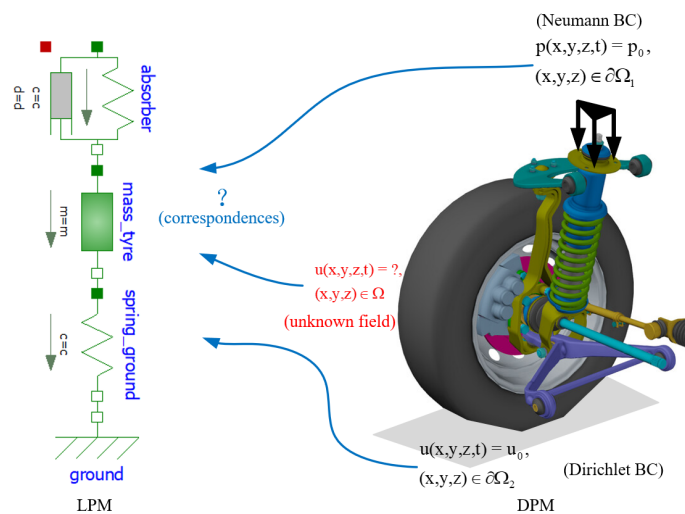 (Neumann BC)
p(x,y,z,t) = p₀,
(x,y,z) ∈ ∂Ω₁
c=c
d=d
absorber
m=m
mass_tyre
?
(correspondences)
u(x,y,z,t) = ?,
(x,y,z) ∈ Ω
(unknown field)
c=c
spring_ground
u(x,y,z,t) = u₀,
(x,y,z) ∈ ∂Ω₂
(Dirichlet BC)
ground
LPM
DPM